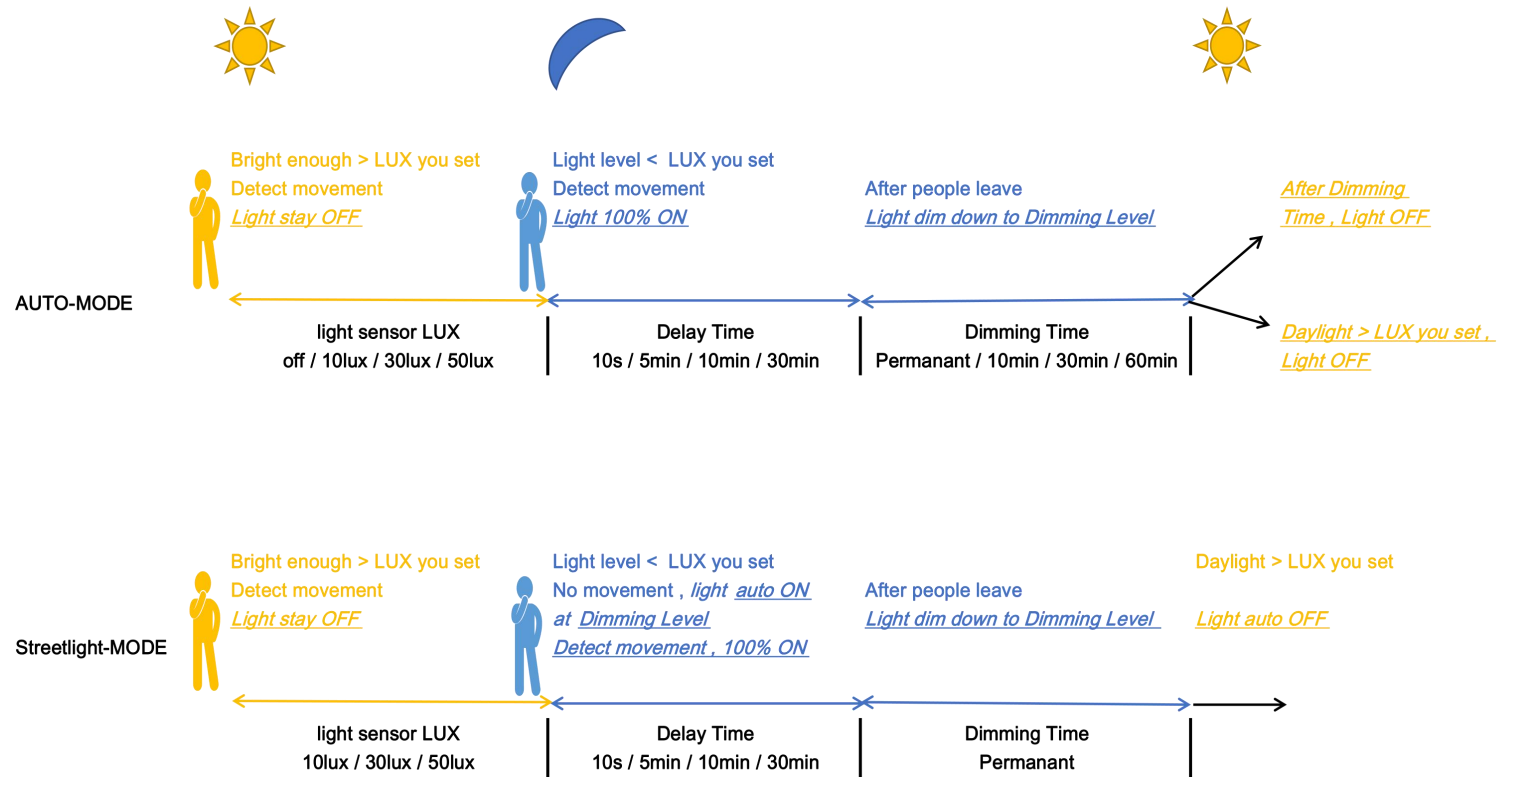 Bright enough > LUX you set
Detect movement
Light stay OFF
Light level < LUX you set
Detect movement
Light 100% ON
After people leave
Light dim down to Dimming Level
After Dimming
Time , Light OFF
AUTO-MODE
light sensor LUX
off / 10lux / 30lux / 50lux
Delay Time
10s / 5min / 10min / 30min
Dimming Time
Permanant / 10min / 30min / 60min
Daylight > LUX you set ,
Light OFF
Bright enough > LUX you set
Detect movement
Light stay OFF
Light level < LUX you set
No movement , light auto ON
at Dimming Level
Detect movement , 100% ON
After people leave
Light dim down to Dimming Level
Daylight > LUX you set
Light auto OFF
Streetlight-MODE
light sensor LUX
10lux / 30lux / 50lux
Delay Time
10s / 5min / 10min / 30min
Dimming Time
Permanant